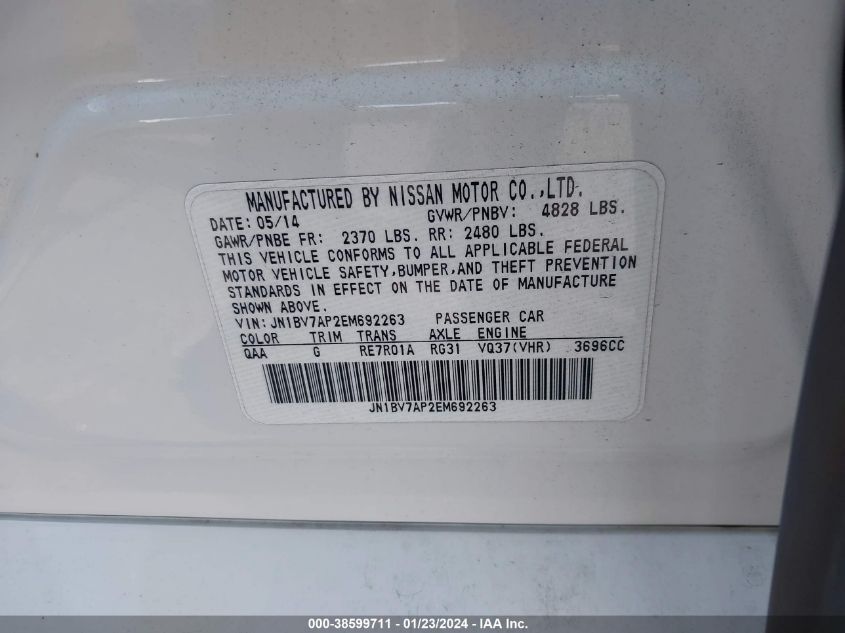 MANUFACTURED BY NISSAN MOTOR CO.,LTD.
DATE: 05/14 GVWR/PNBV: 4828 LBS.
GAWR/PNBE FR: 2370 LBS. RR: 2480 LBS.
THIS VEHICLE CONFORMS TO ALL APPLICABLE FEDERAL
MOTOR VEHICLE SAFETY,BUMPER,AND THEFT PREVENTION
STANDARDS IN EFFECT ON THE DATE OF MANUFACTURE
SHOWN ABOVE.
VIN: JN1BV7AP2EM692263 PASSENGER CAR
COLOR TRIM TRANS AXLE ENGINE
QAA G RE7R01A RG31 VQ37(VHR) 3696CC
JN1BV7AP2EM692263
000-38599711 - 01/23/2024 - IAA Inc.